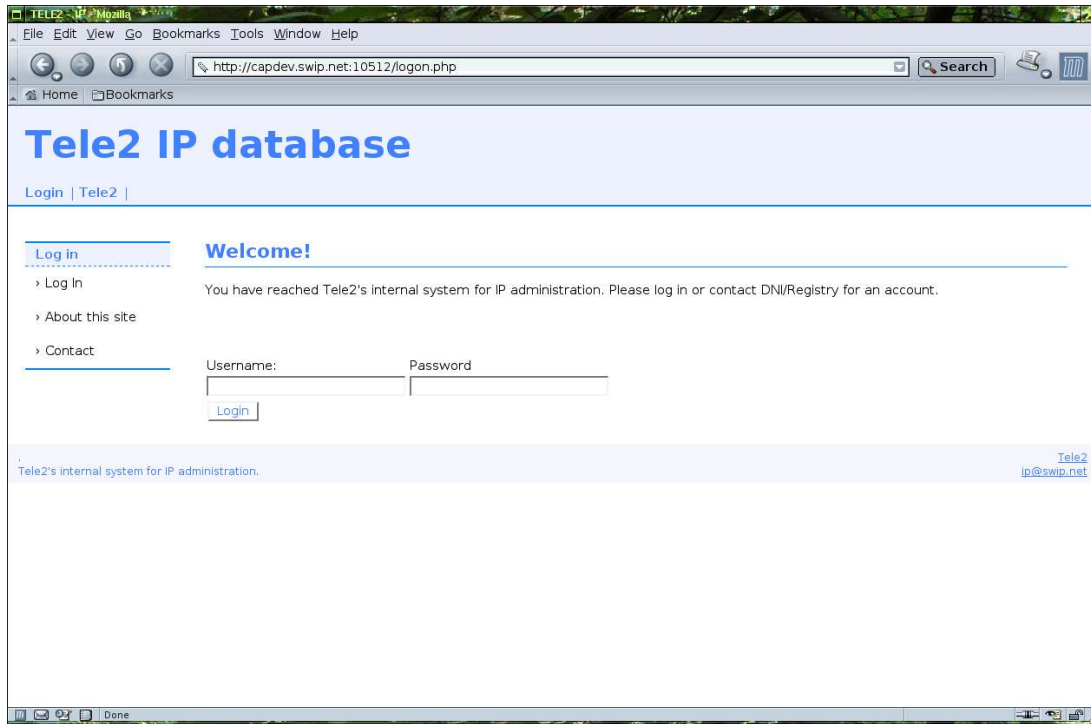 TELE2 - IP - Mozilla
File Edit View Go Bookmarks Tools Window Help
http://capdev.swip.net:10512/logon.php
Search
Home Bookmarks
Tele2 IP database
Login | Tele2 |
Log in
› Log In
› About this site
› Contact
Welcome!
You have reached Tele2's internal system for IP administration. Please log in or contact DNI/Registry for an account.
Username: Password
Login
.
Tele2's internal system for IP administration.
Tele2
ip@swip.net
Done